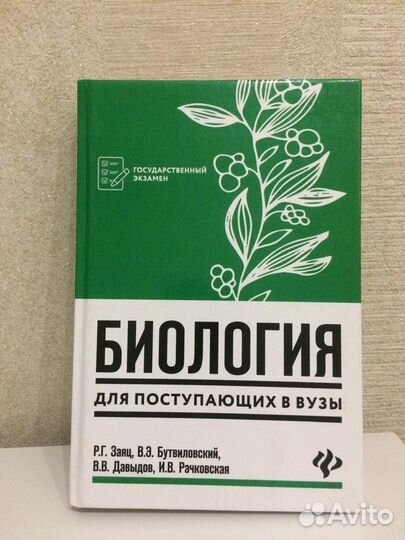 ГОСУДАРСТВЕННЫЙ
ЭКЗАМЕН
БИОЛОГИЯ
ДЛЯ ПОСТУПАЮЩИХ В ВУЗЫ
Р.Г. Заяц, В.Э. Бутвиловский,
В.В. Давыдов, И.В. Рачковская
Avito